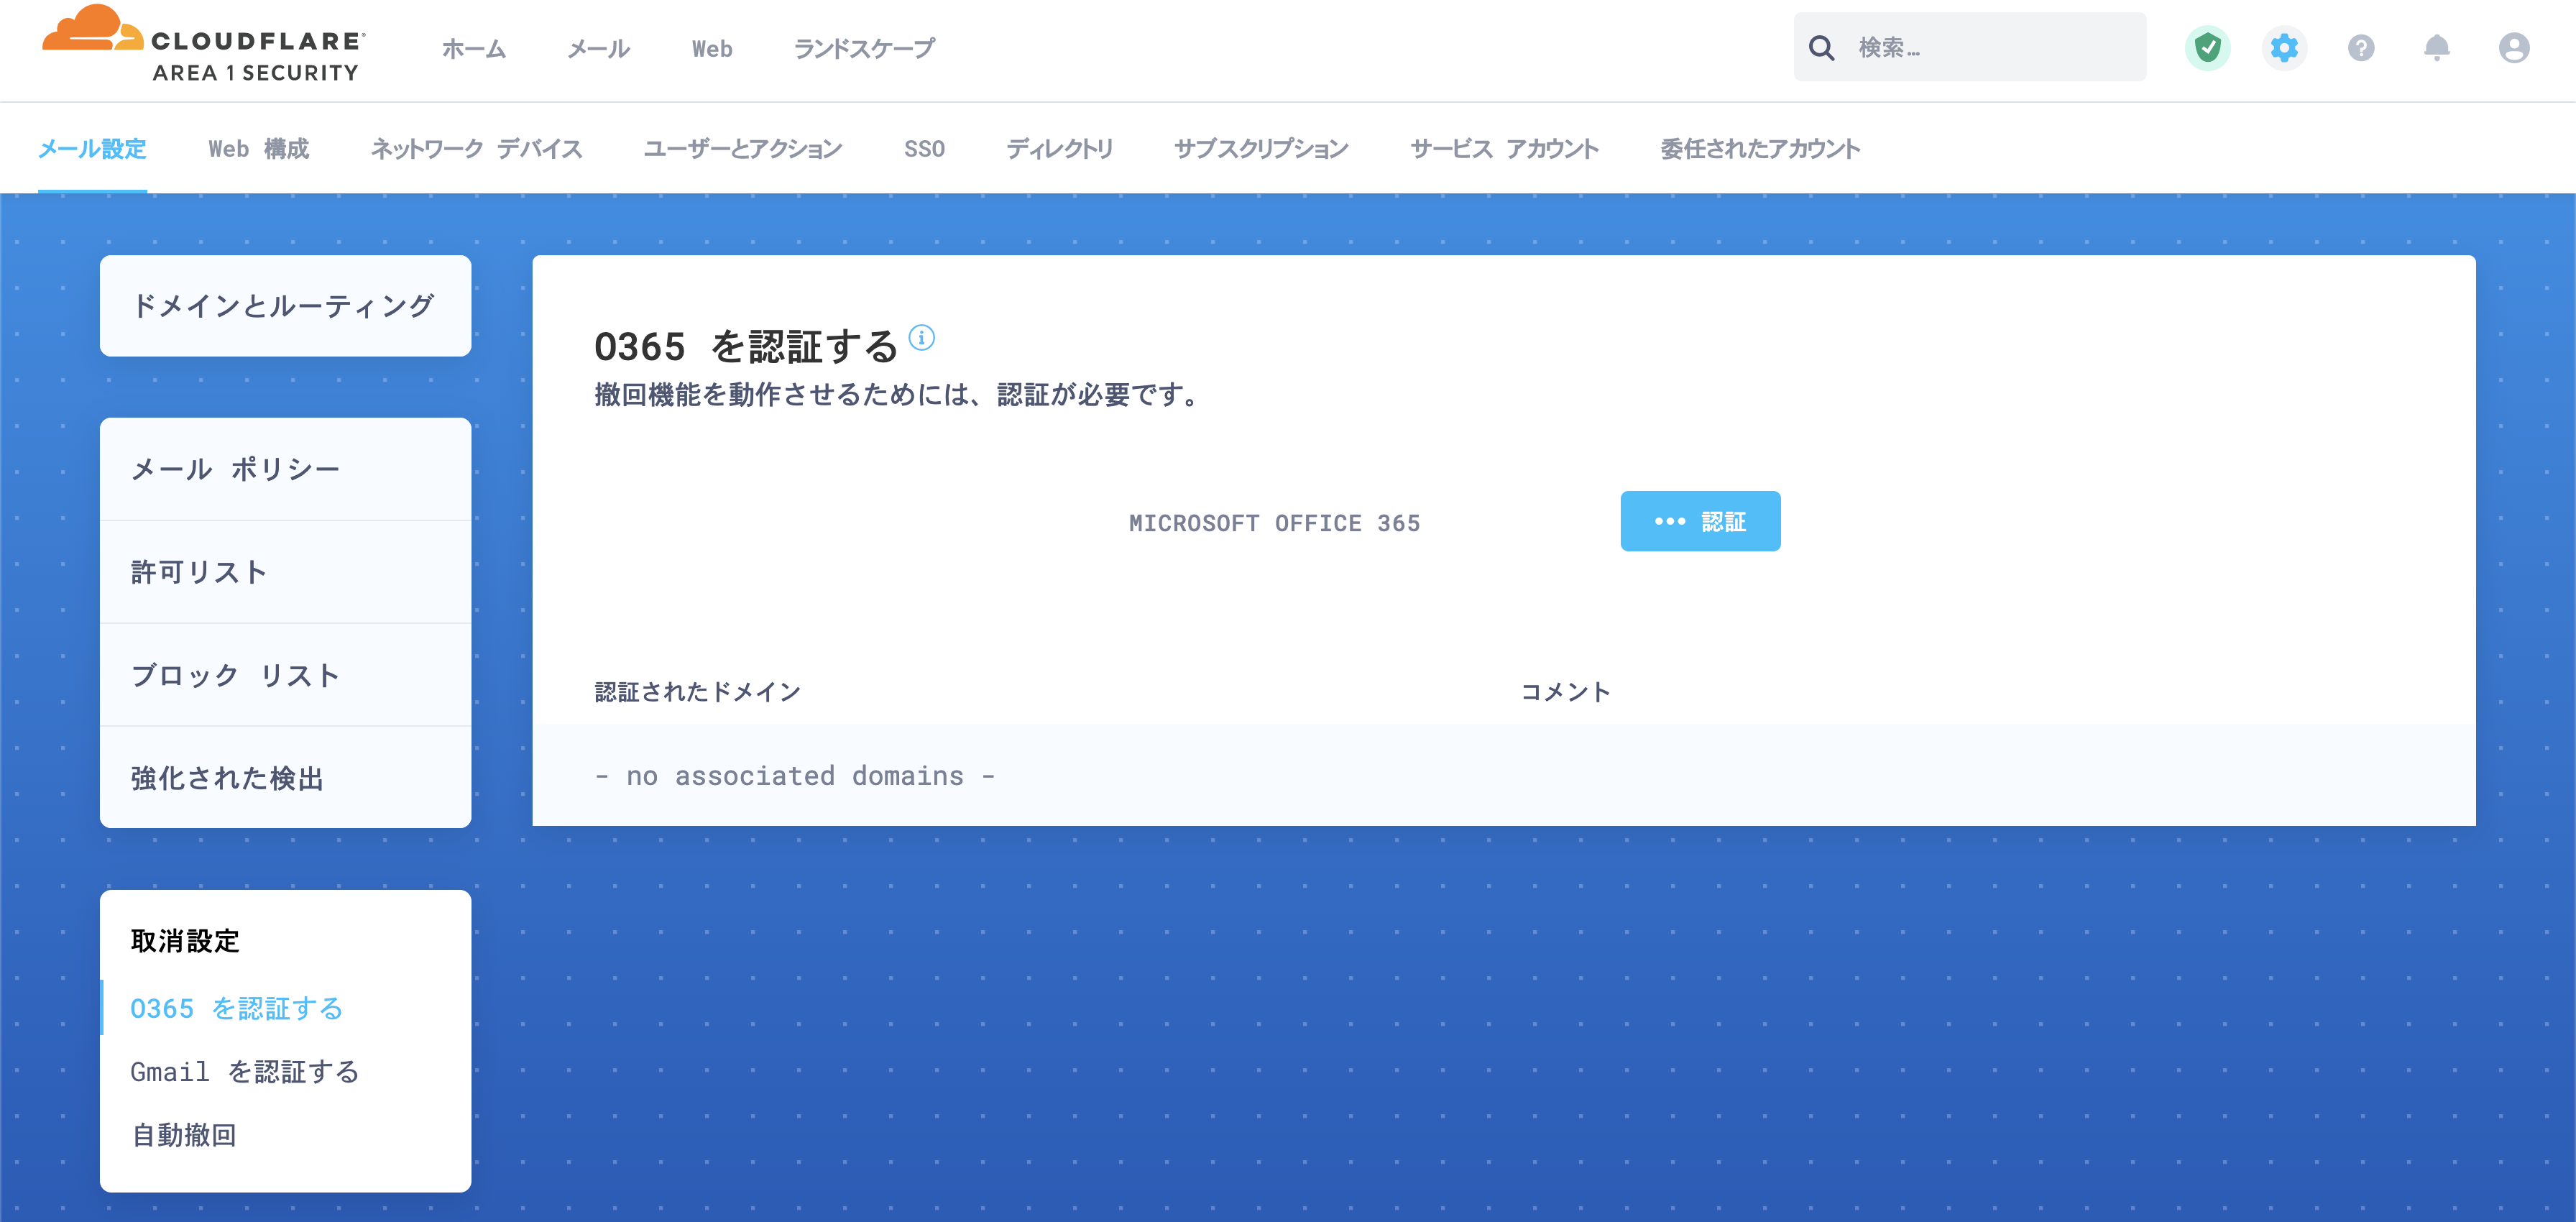 CLOUDFLARE
AREA 1 SECURITY
ホーム メール Web ランドスケープ
検索…
メール設定 Web 構成 ネットワーク デバイス ユーザーとアクション SSO ディレクトリ サブスクリプション サービス アカウント 委任されたアカウント
ドメインとルーティング
メール ポリシー
許可リスト
ブロック リスト
強化された検出
取消設定
O365 を認証する
Gmail を認証する
自動撤回
O365 を認証する
撤回機能を動作させるためには、認証が必要です。
MICROSOFT OFFICE 365
••• 認証
認証されたドメイン コメント
- no associated domains -